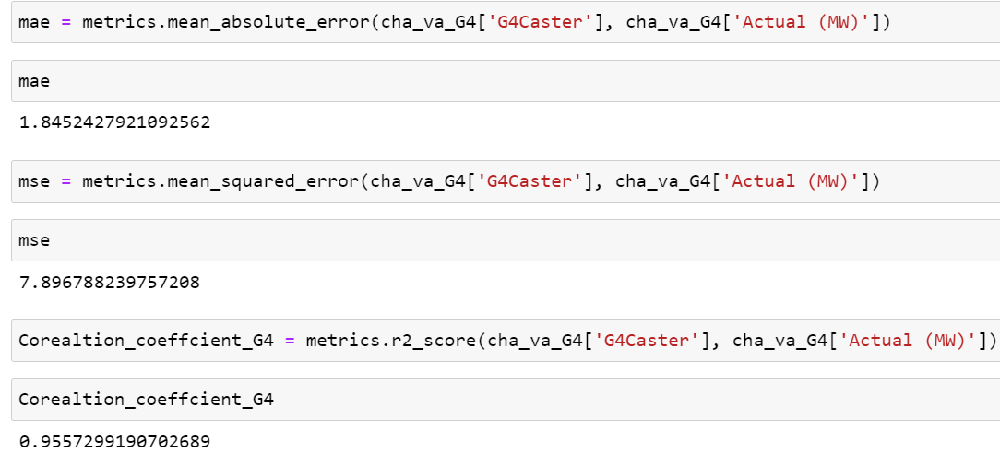 mae = metrics.mean_absolute_error(cha_va_G4['G4Caster'], cha_va_G4['Actual (MW)'])
mae
1.8452427921092562
mse = metrics.mean_squared_error(cha_va_G4['G4Caster'], cha_va_G4['Actual (MW)'])
mse
7.896788239757208
Corealtion_coeffcient_G4 = metrics.r2_score(cha_va_G4['G4Caster'], cha_va_G4['Actual (MW)'])
Corealtion_coeffcient_G4
0.9557299190702689